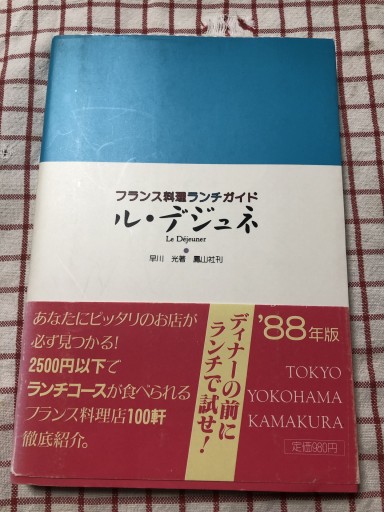 フランス料理ランチガイド
ル・デジュネ
Le Déjeuner
早川 光著 鳳山社刊
あなたにピッタリのお店が
必ず見つかる!
2500円以下で
ランチコースが食べられる
フランス料理店100軒
徹底紹介。
ディナーの前に
ランチで試せ!
'88年版
TOKYO
YOKOHAMA
KAMAKURA
定価980円